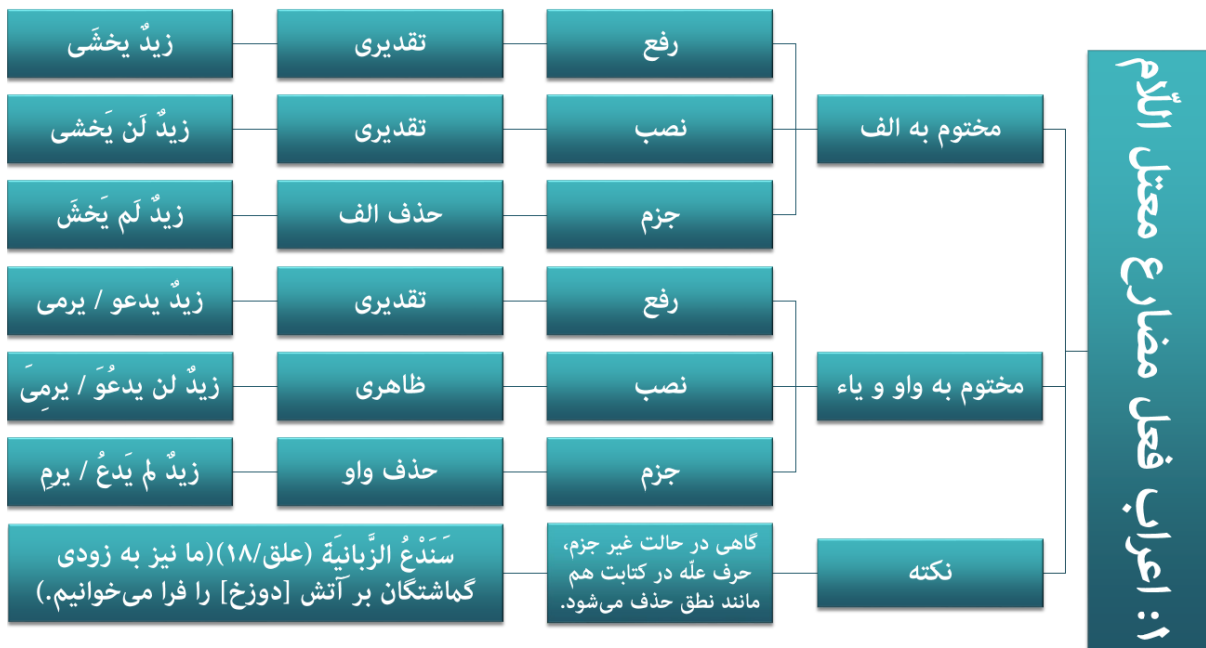 ۱: اعراب فعل مضارع معتل اللّام
مختوم به الف
رفع
تقدیری
زیدٌ یخشَی
نصب
تقدیری
زیدٌ لَن یَخشی
جزم
حذف الف
زیدٌ لَم یَخشَ
مختوم به واو و یاء
رفع
تقدیری
زیدٌ یدعو / یرمی
نصب
ظاهری
زیدٌ لن یدعُوَ / یرمِیَ
جزم
حذف واو
زیدٌ لم یَدعُ / یرمِ
نکته
گاهی در حالت غیر جزم،
حرف علّه در کتابت هم
مانند نطق حذف می‌شود.
سَنَدْعُ الزَّبانیَة (علق/۱۸)(ما نیز به زودی
گماشتگان بر آتش [دوزخ] را فرا می‌خوانیم.)